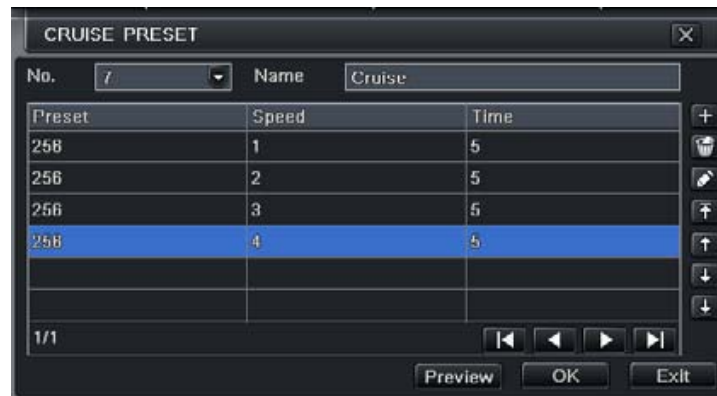 CRUISE PRESET
No. 7 Name Cruise
Preset Speed Time
256 1 5
256 2 5
256 3 5
256 4 5
1/1
Preview OK Exit